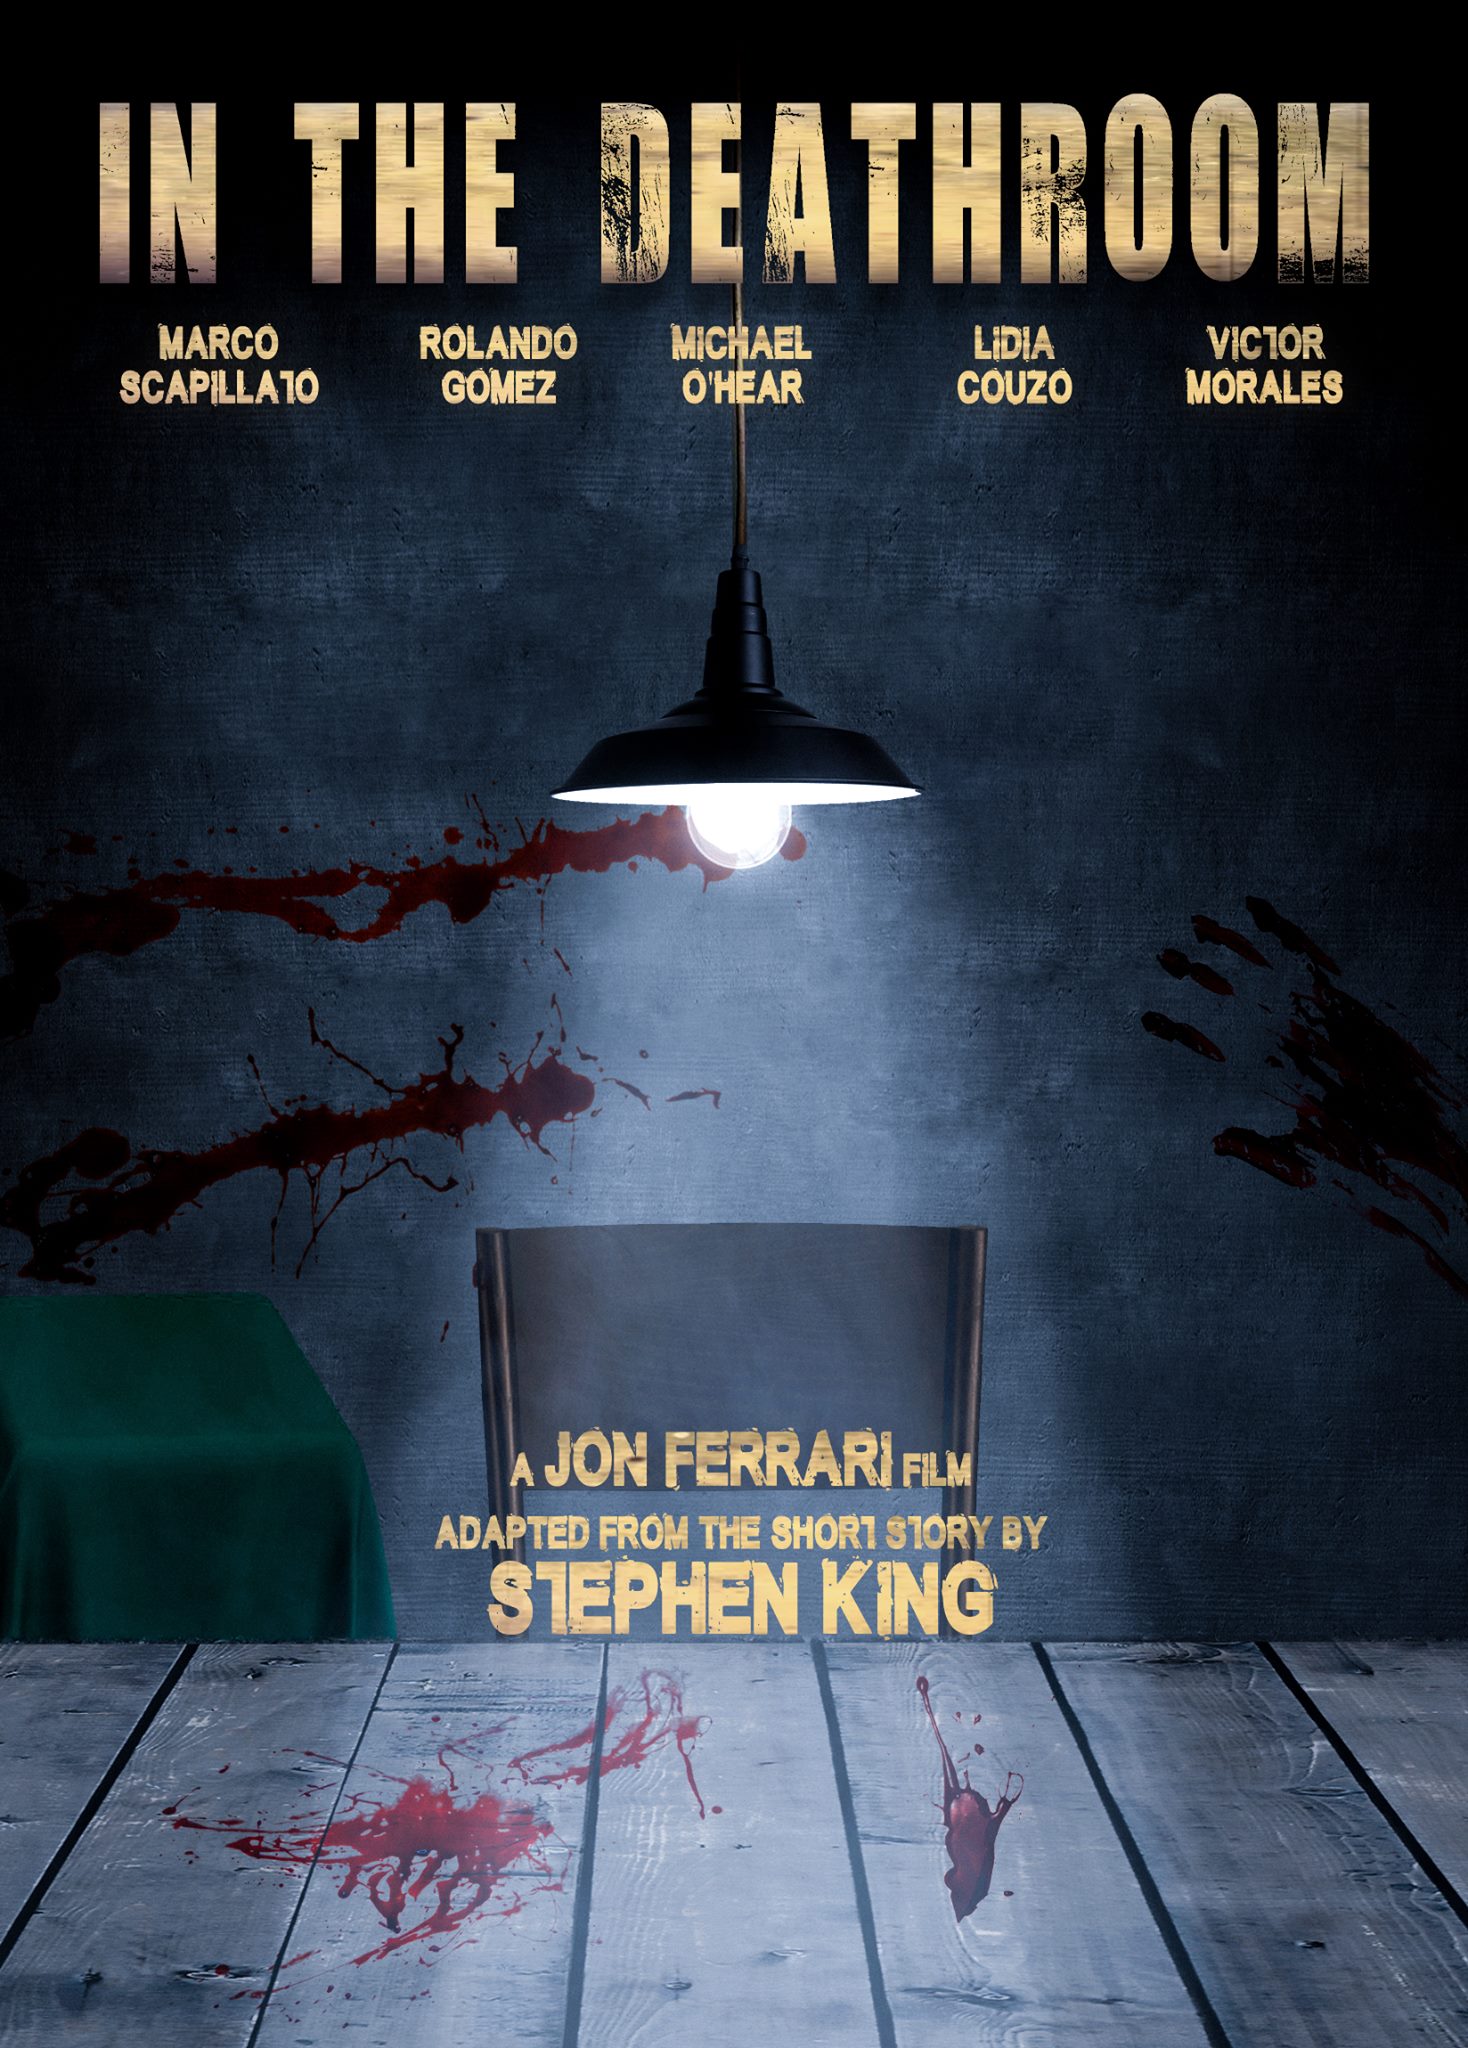 IN THE DEATHROOM
MARCO SCAPILLATO
ROLANDO GOMEZ
MICHAEL O'HEAR
LIDIA COUZO
VICTOR MORALES
A JON FERRARI FILM
ADAPTED FROM THE SHORT STORY BY
STEPHEN KING